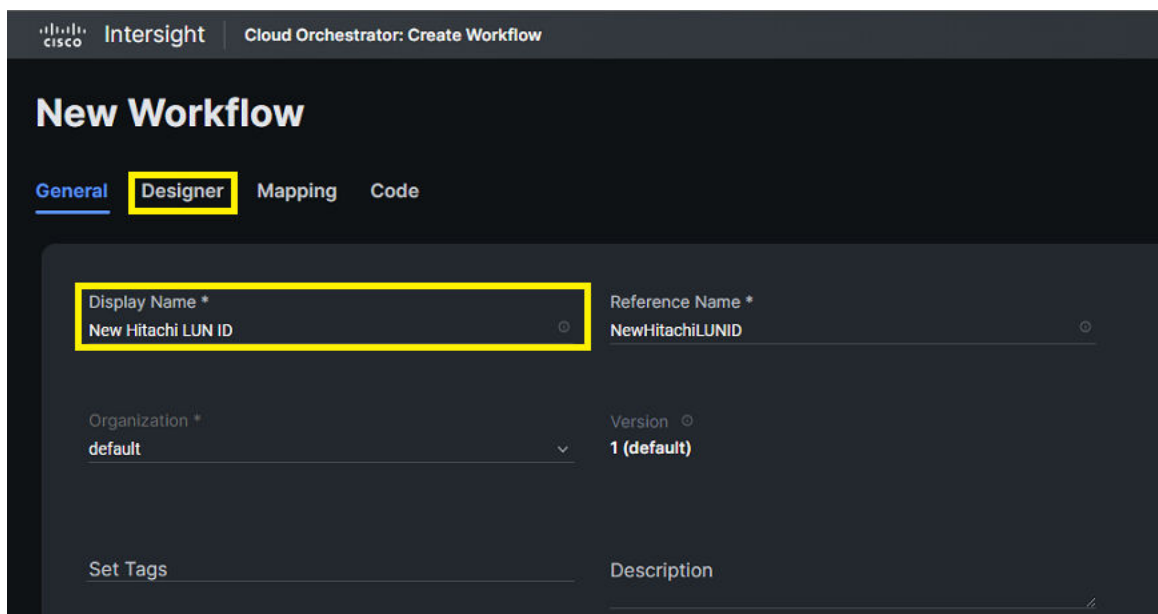 cisco Intersight Cloud Orchestrator: Create Workflow
New Workflow
General Designer Mapping Code
Display Name *
New Hitachi LUN ID
Reference Name *
NewHitachiLUNID
Organization *
default
Version
1 (default)
Set Tags
Description